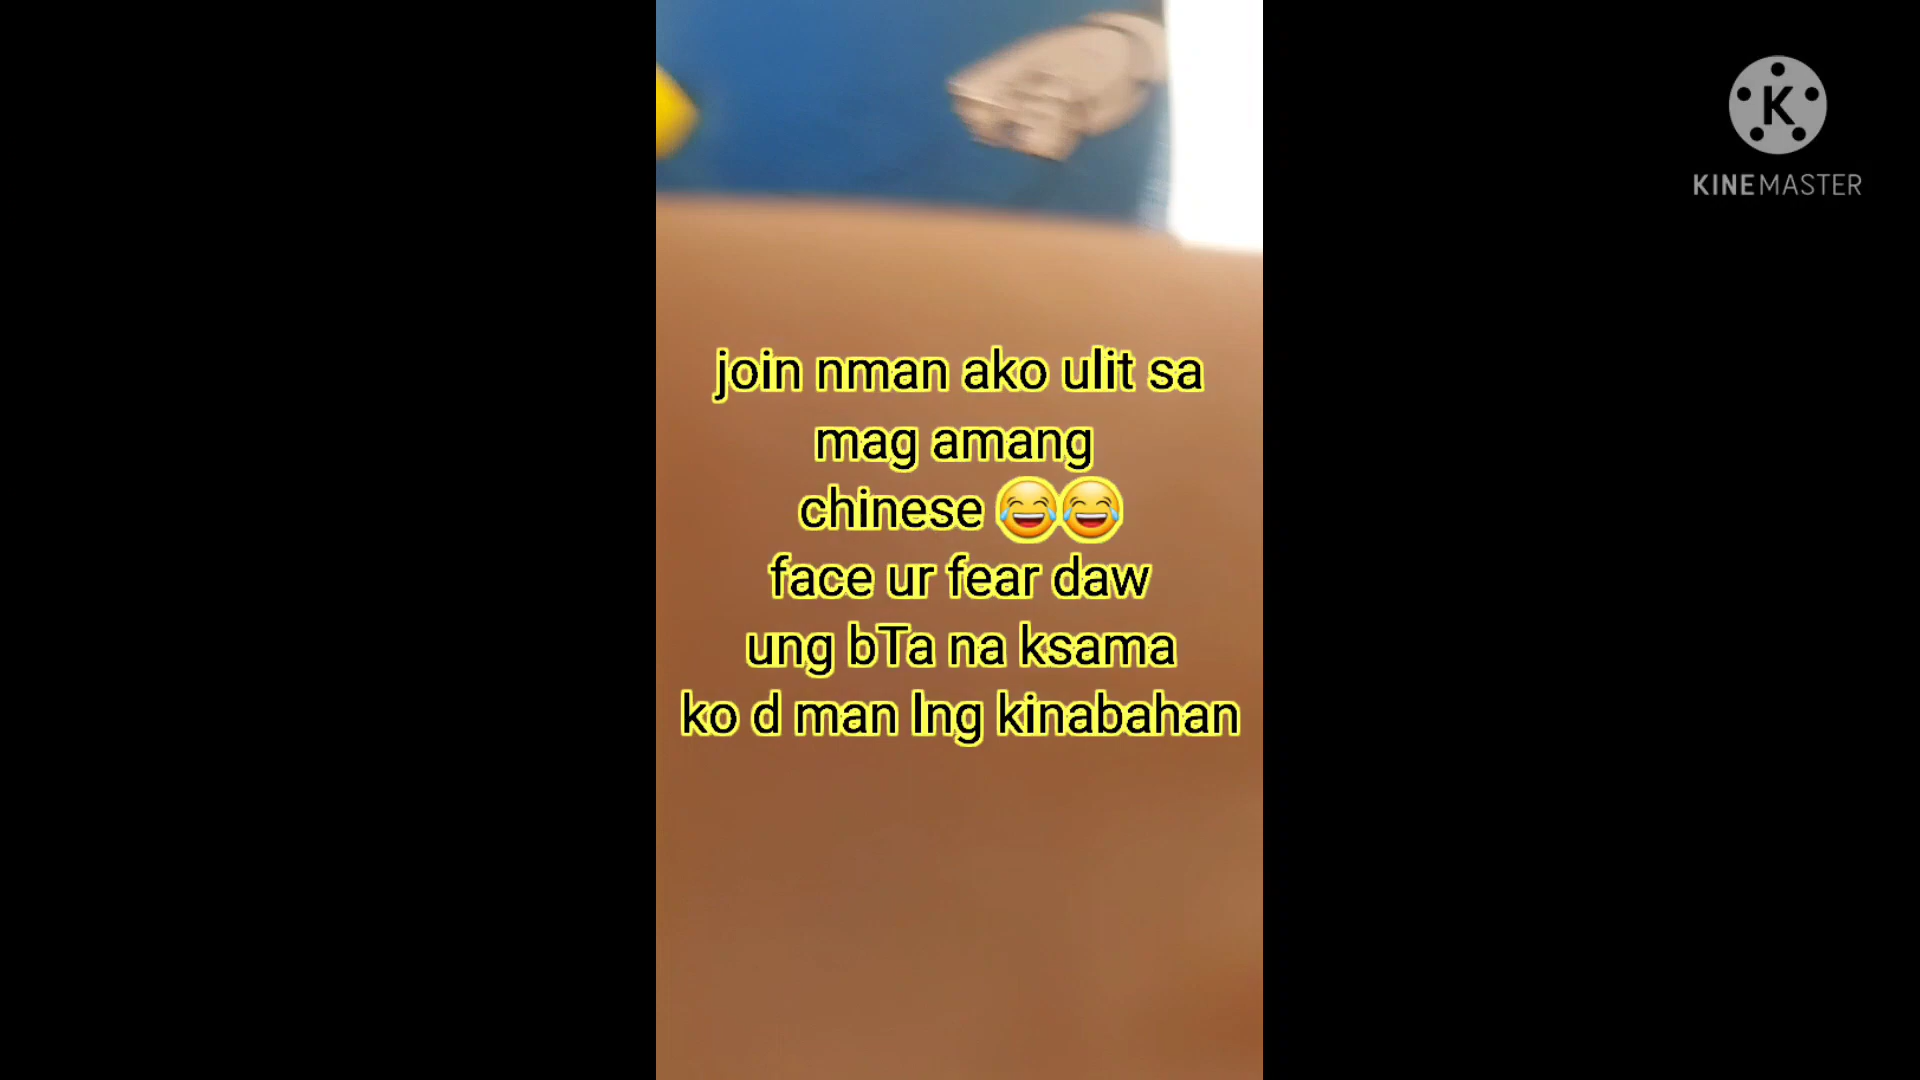 join nman ako ulit sa
mag amang
chinese 😂😂
face ur fear daw
ung bTa na ksama
ko d man lng kinabahan
K
KINEMASTER